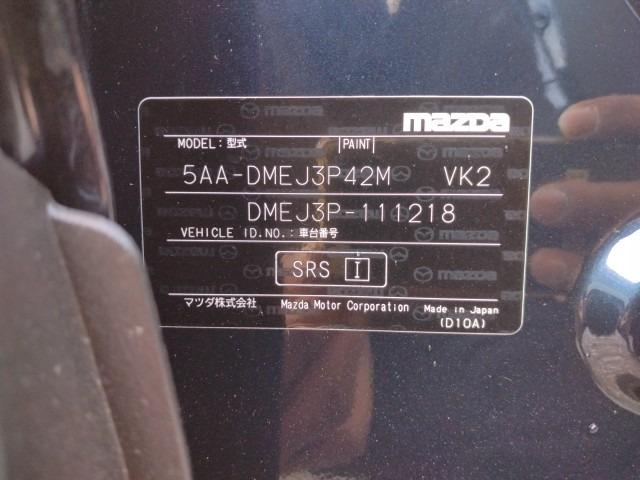 mazda
MODEL: 型式 PAINT
5AA-DMEJ3P42M VK2
DMEJ3P-111218
VEHICLE ID.NO.: 車台番号
SRS I
マツダ株式会社 Mazda Motor Corporation Made in Japan
(D10A)